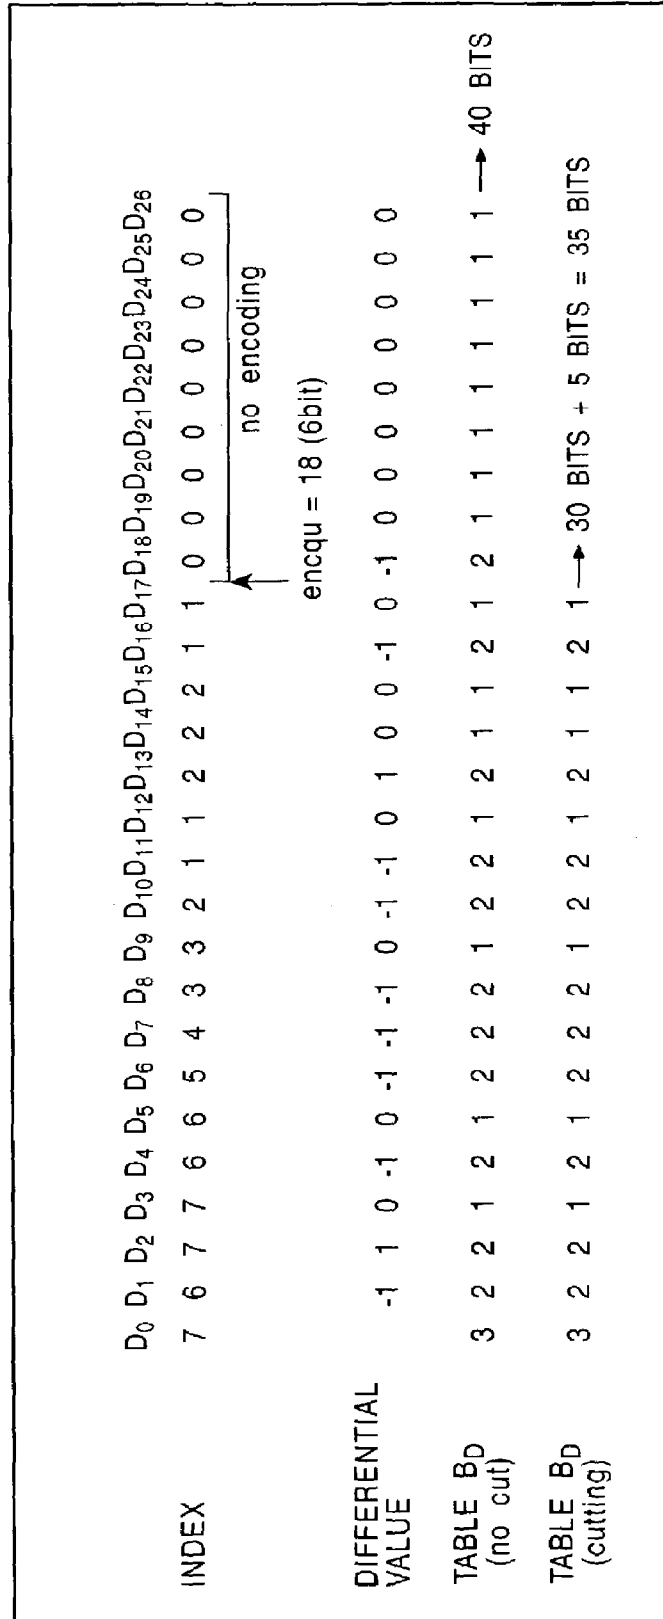 D0 D1 D2 D3 D4 D5 D6 D7 D8 D9 D10 D11 D12 D13 D14 D15 D16 D17 D18 D19 D20 D21 D22 D23 D24 D25 D26
INDEX 7 6 7 7 6 6 5 4 3 3 2 1 1 2 2 2 1 1 0 0 0 0 0 0 0 0 0
no encoding
encqu = 18 (6bit)
DIFFERENTIAL
VALUE -1 1 0 -1 0 -1 -1 -1 0 -1 -1 0 1 0 0 -1 0 -1 0 0 0 0 0 0 0 0
TABLE BD 3 2 2 1 2 1 2 2 2 1 2 2 1 2 1 1 2 1 2 1 1 1 1 1 1 1 1 → 40 BITS
(no cut)
TABLE BD 3 2 2 1 2 1 2 2 2 1 2 2 1 2 1 1 2 1 → 30 BITS + 5 BITS = 35 BITS
(cutting)